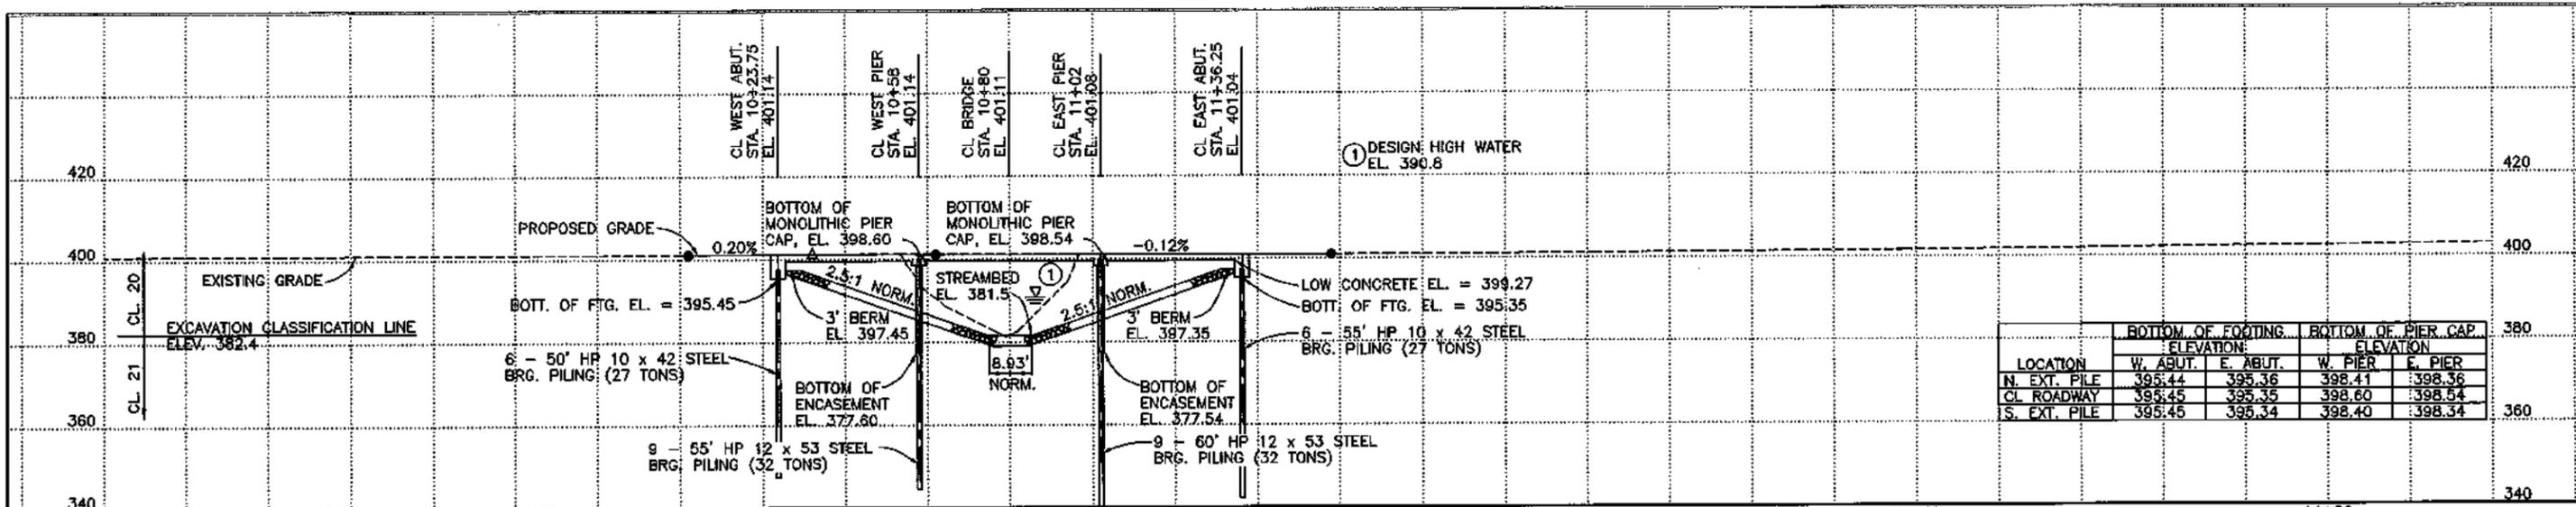 CL WEST ABUT.
STA. 10+23.75
EL. 401.14
CL WEST PIER
STA. 10+58
EL. 401.14
CL BRIDGE
STA. 10+80
EL. 401.11
CL EAST PIER
STA. 11+02
EL. 401.08
CL EAST ABUT.
STA. 11+36.25
EL. 401.04
1 DESIGN HIGH WATER
EL. 390.8
420
420
PROPOSED GRADE
0.20%
BOTTOM OF
MONOLITHIC PIER
CAP, EL. 398.60
BOTTOM OF
MONOLITHIC PIER
CAP, EL. 398.54
-0.12%
400
400
EXISTING GRADE
CL. 20
CL. 21
EXCAVATION CLASSIFICATION LINE
ELEV. 382.4
BOTT. OF FTG. EL. = 395.45
2.5:1 NORM.
STREAMBED
EL. 381.5
1
2.5:1 NORM.
LOW CONCRETE EL. = 399.27
BOTT. OF FTG. EL. = 395.35
3' BERM
EL. 397.45
3' BERM
EL. 397.35
380
380
6 - 50' HP 10 x 42 STEEL
BRG. PILING (27 TONS)
8.93'
NORM.
6 - 55' HP 10 x 42 STEEL
BRG. PILING (27 TONS)
BOTTOM OF
ENCASEMENT
EL. 377.60
BOTTOM OF
ENCASEMENT
EL. 377.54
360
360
9 - 55' HP 12 x 53 STEEL
BRG. PILING (32 TONS)
9 - 60' HP 12 x 53 STEEL
BRG. PILING (32 TONS)
340
340
BOTTOM OF FOOTING BOTTOM OF PIER CAP
ELEVATION ELEVATION
LOCATION W. ABUT. E. ABUT. W. PIER E. PIER
N. EXT. PILE 395.44 395.36 398.41 398.36
CL ROADWAY 395.45 395.35 398.60 398.54
S. EXT. PILE 395.45 395.34 398.40 398.34